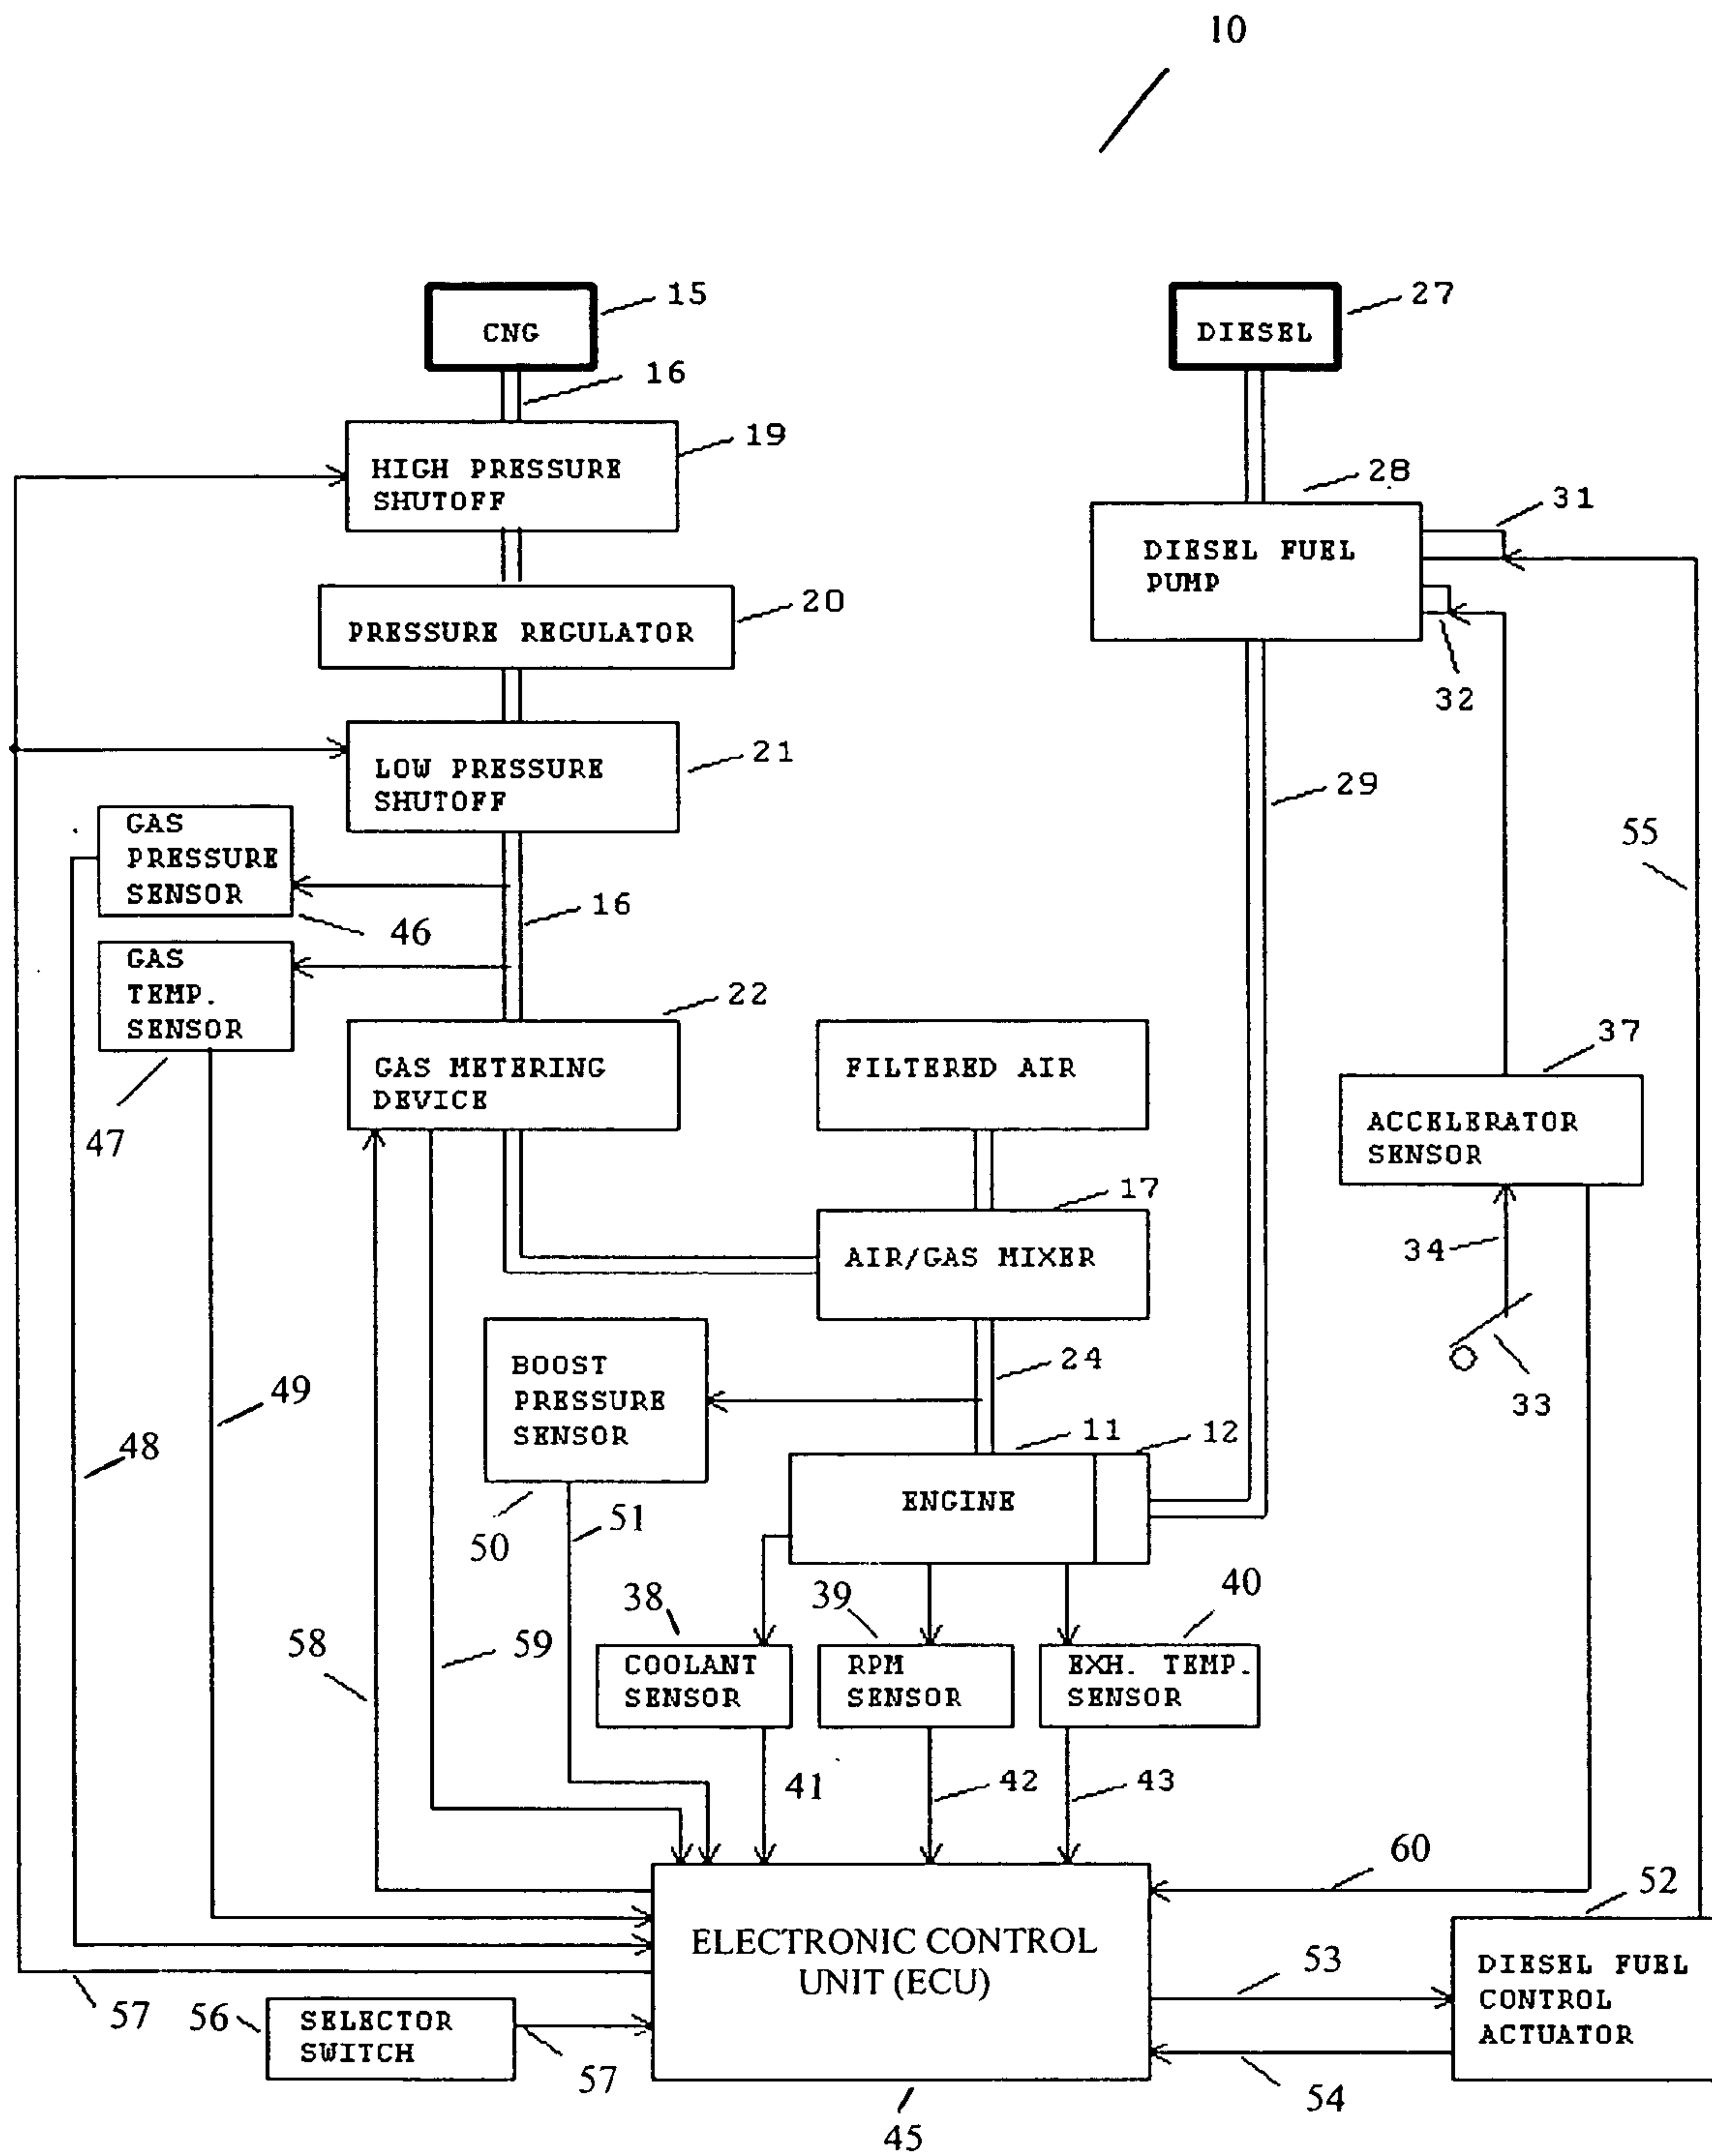 10
15
CNG
27
DIESEL
16
19
HIGH PRESSURE
SHUTOFF
28
31
DIESEL FUEL
PUMP
20
PRESSURE REGULATOR
32
21
LOW PRESSURE
SHUTOFF
29
55
GAS
PRESSURE
SENSOR
46
16
GAS
TEMP.
SENSOR
47
22
GAS METERING
DEVICE
FILTERED AIR
37
ACCELERATOR
SENSOR
17
AIR/GAS MIXER
34
33
BOOST
PRESSURE
SENSOR
24
49
48
11
12
ENGINE
50
51
38
39
40
58
59
COOLANT
SENSOR
RPM
SENSOR
EXH. TEMP.
SENSOR
41
42
43
60
52
ELECTRONIC CONTROL
UNIT (ECU)
53
DIESEL FUEL
CONTROL
ACTUATOR
57
56
SELECTOR
SWITCH
57
54
45